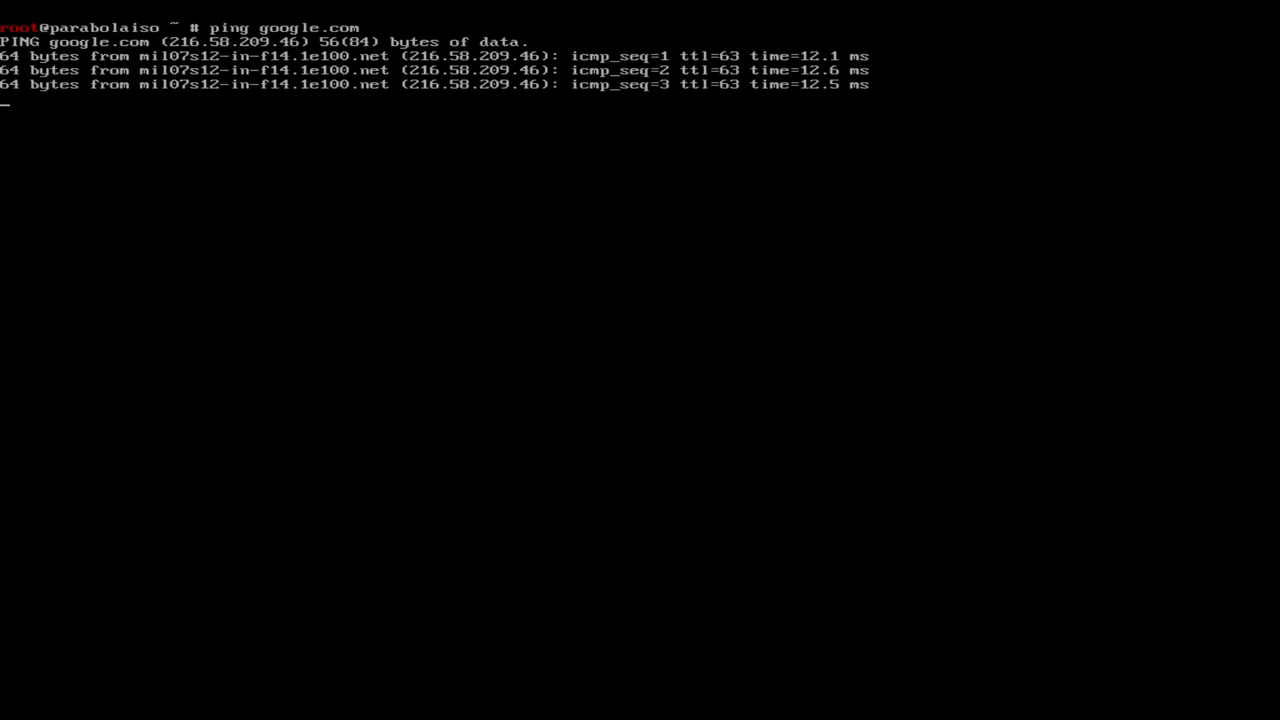 root@parabolaiso ~ # ping google.com
PING google.com (216.58.209.46) 56(84) bytes of data.
64 bytes from mil07s12-in-f14.1e100.net (216.58.209.46): icmp_seq=1 ttl=63 time=12.1 ms
64 bytes from mil07s12-in-f14.1e100.net (216.58.209.46): icmp_seq=2 ttl=63 time=12.6 ms
64 bytes from mil07s12-in-f14.1e100.net (216.58.209.46): icmp_seq=3 ttl=63 time=12.5 ms